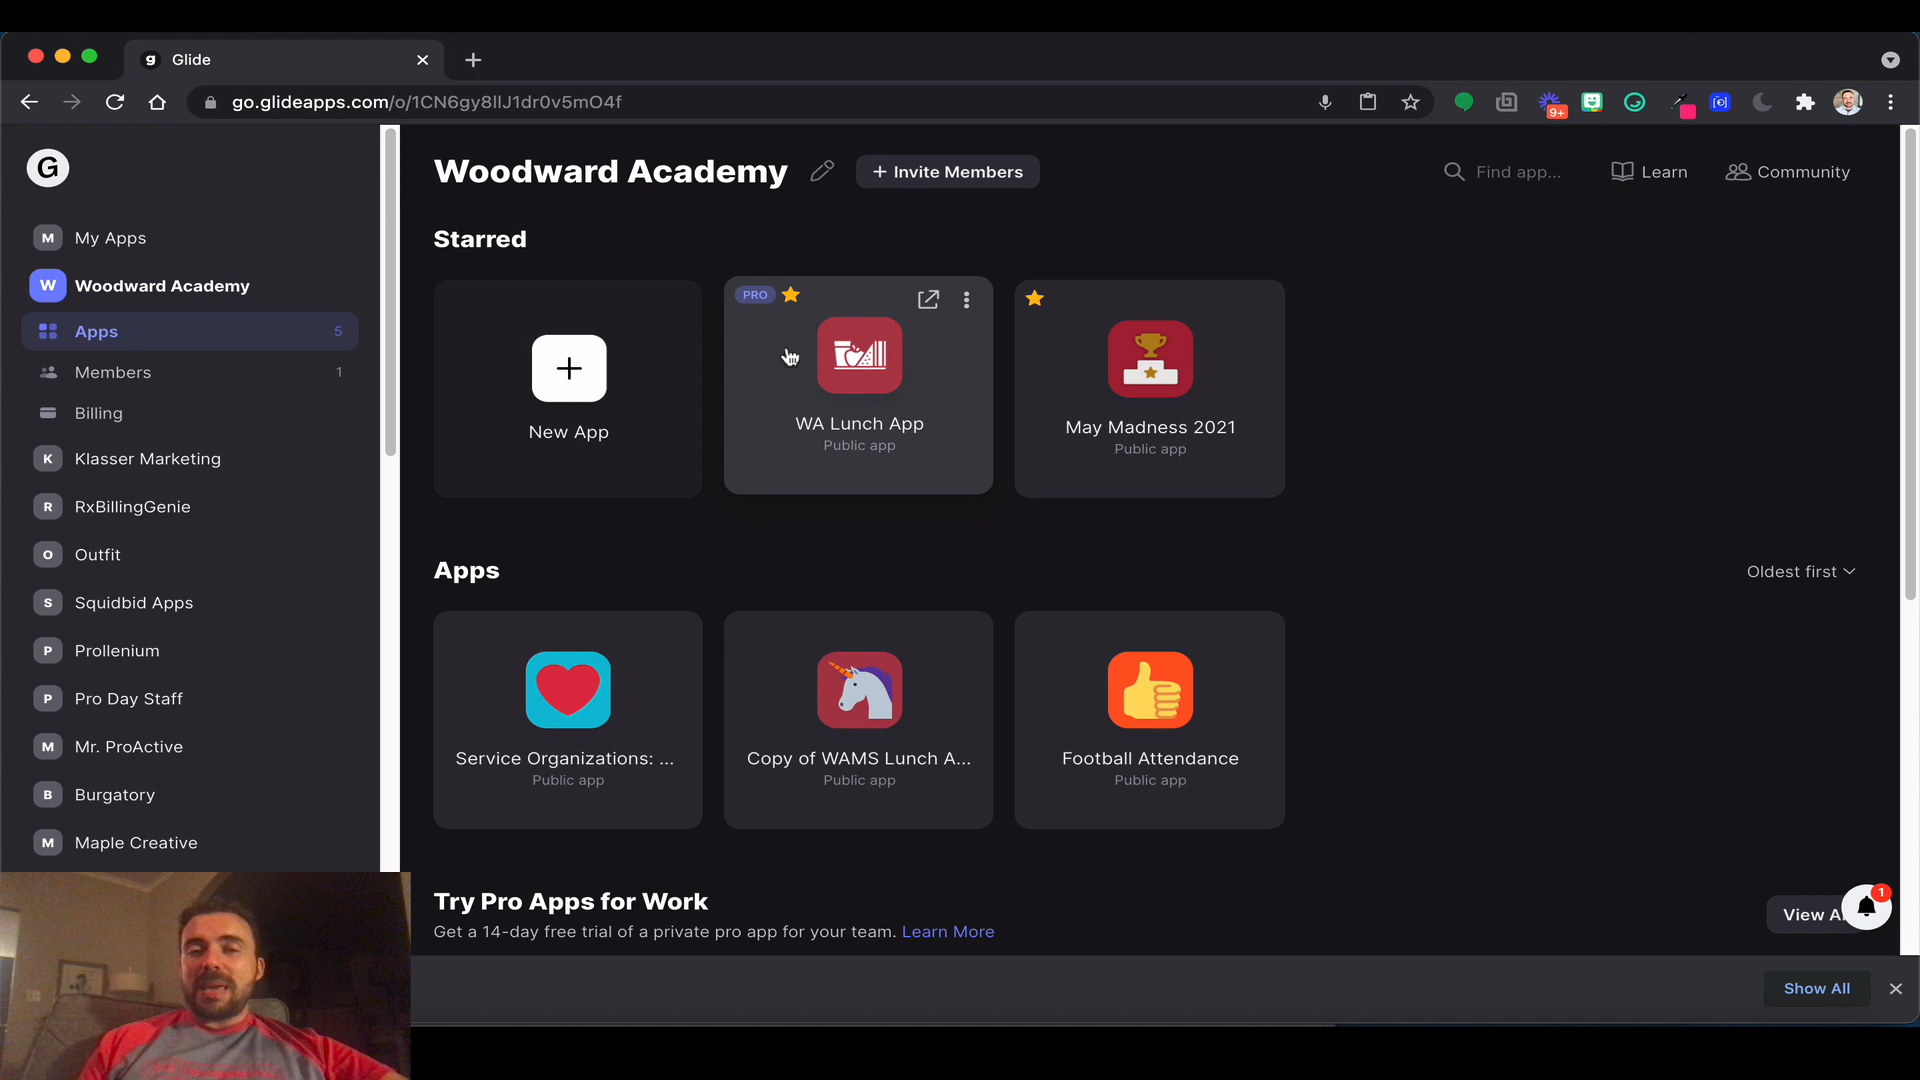 g Glide
go.glideapps.com/o/1CN6gy8llJ1dr0v5mO4f
9+
G
M My Apps
W Woodward Academy
Apps 5
Members 1
Billing
K Klasser Marketing
R RxBillingGenie
O Outfit
S Squidbid Apps
P Prollenium
P Pro Day Staff
M Mr. ProActive
B Burgatory
M Maple Creative
Woodward Academy
+ Invite Members
Find app...
Learn
Community
Starred
New App
PRO
WA Lunch App
Public app
May Madness 2021
Public app
Apps
Oldest first
Service Organizations: ...
Public app
Copy of WAMS Lunch A...
Public app
Football Attendance
Public app
Try Pro Apps for Work
Get a 14-day free trial of a private pro app for your team. Learn More
View
1
Show All